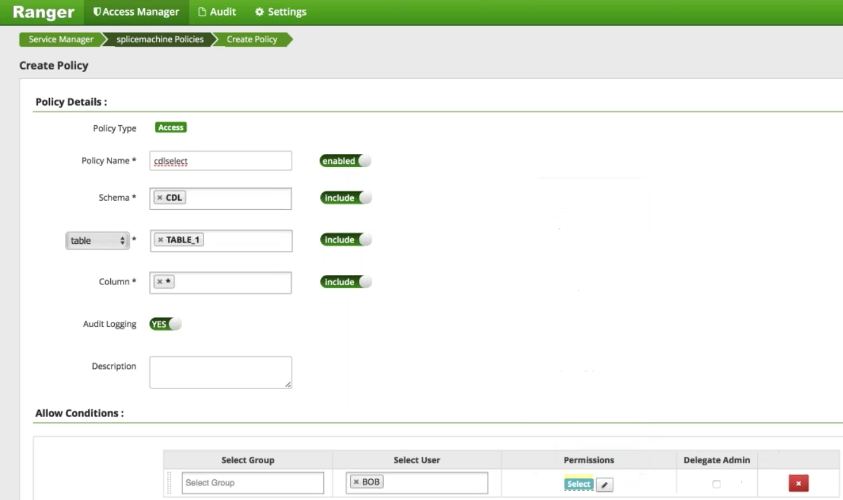 Ranger Access Manager Audit Settings
Service Manager splicemachine Policies Create Policy
Create Policy
Policy Details :
Policy Type Access
Policy Name * cdlselect enabled
Schema * × CDL include
table * × TABLE_1 include
Column * × * include
Audit Logging YES
Description
Allow Conditions :
Select Group Select User Permissions Delegate Admin
Select Group × BOB Select ×